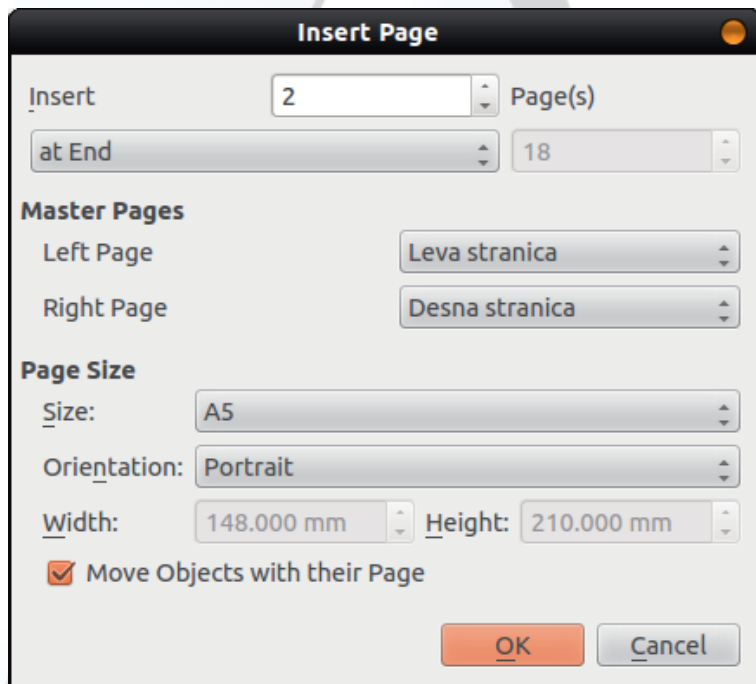 Insert Page
Insert 2 Page(s)
at End 18
Master Pages
Left Page Leva stranica
Right Page Desna stranica
Page Size
Size: A5
Orientation: Portrait
Width: 148.000 mm Height: 210.000 mm
Move Objects with their Page
OK Cancel